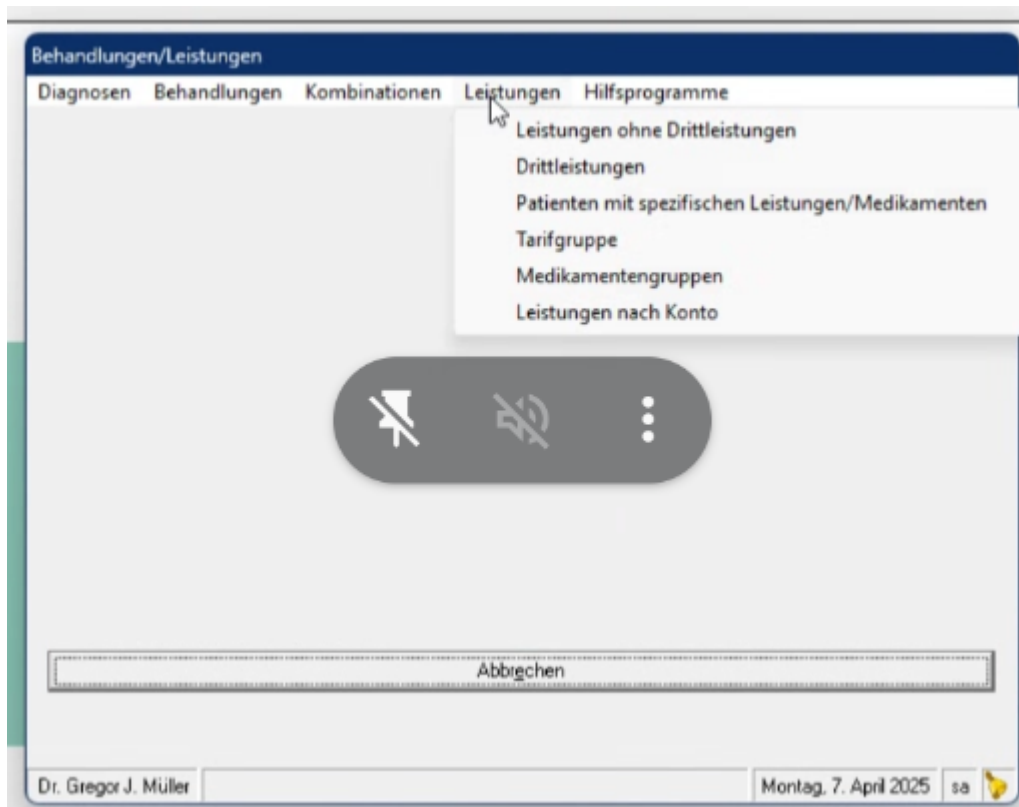 Behandlungen/Leistungen
Diagnosen Behandlungen Kombinationen Leistungen Hilfsprogramme
Leistungen ohne Drittleistungen
Drittleistungen
Patienten mit spezifischen Leistungen/Medikamenten
Tarifgruppe
Medikamentengruppen
Leistungen nach Konto
Abbrechen
Dr. Gregor J. Müller Montag, 7. April 2025 sa